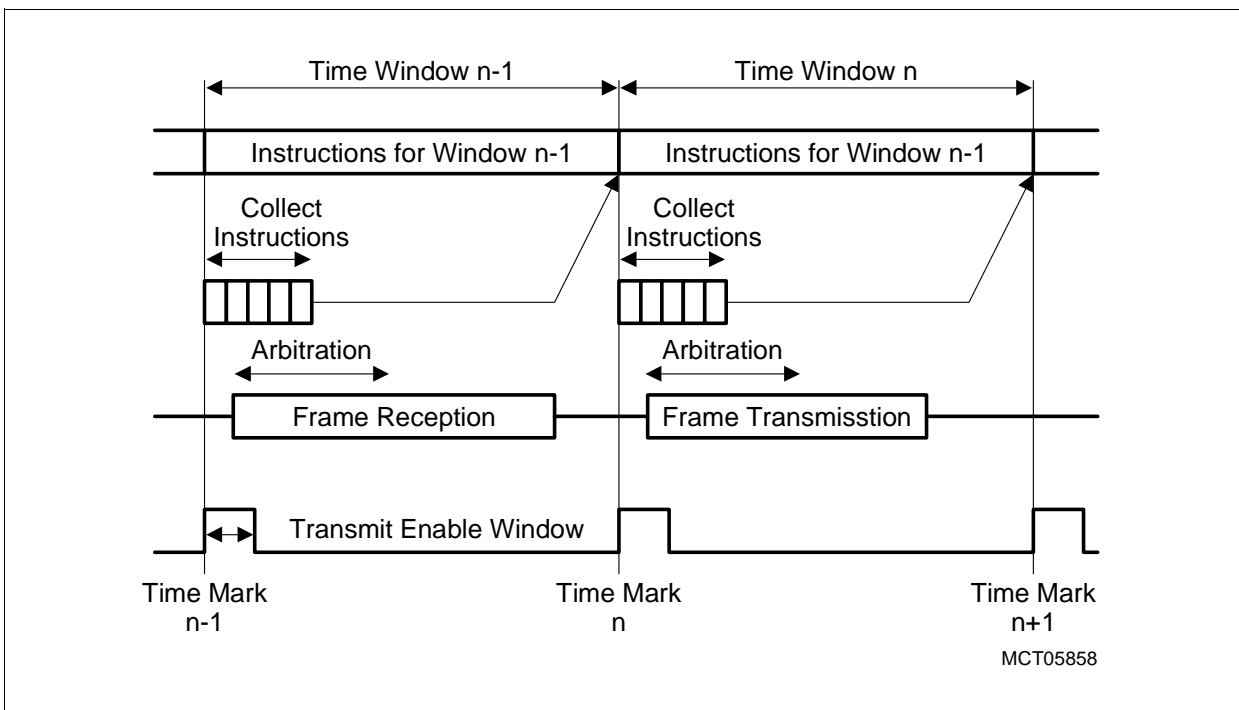 Time Window n-1
Time Window n
Instructions for Window n-1
Instructions for Window n-1
Collect
Instructions
Collect
Instructions
Arbitration
Arbitration
Frame Reception
Frame Transmisstion
Transmit Enable Window
Time Mark
n-1
Time Mark
n
Time Mark
n+1
MCT05858